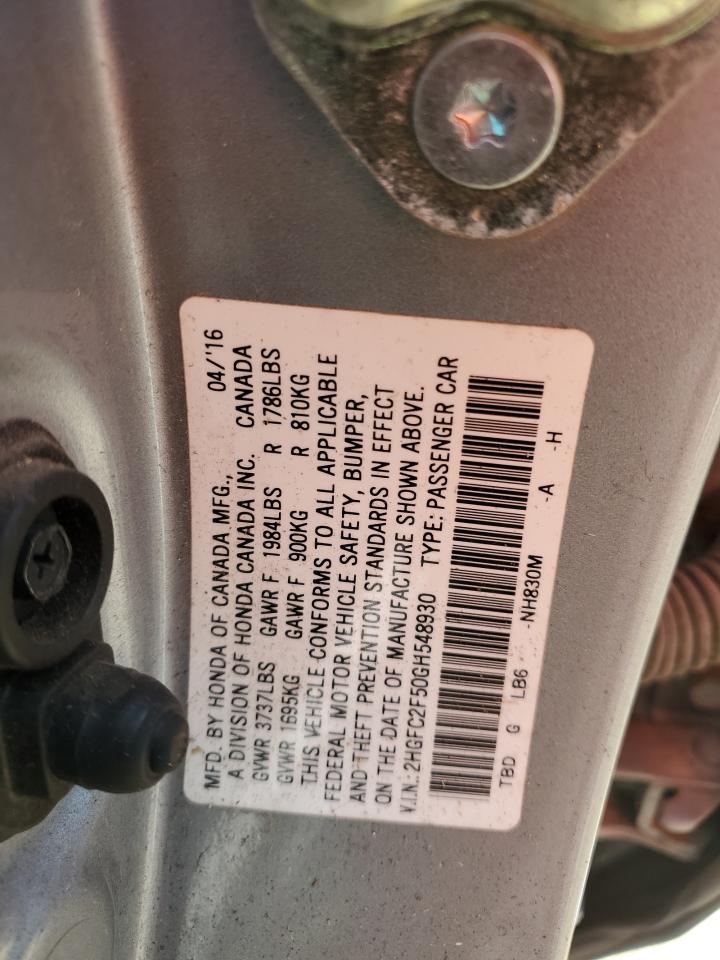 MFD. BY HONDA OF CANADA MFG., 04/'16
A DIVISION OF HONDA CANADA INC. CANADA
GVWR 3737LBS GAWR F 1984LBS R 1786LBS
GVWR 1695KG GAWR F 900KG R 810KG
THIS VEHICLE CONFORMS TO ALL APPLICABLE
FEDERAL MOTOR VEHICLE SAFETY, BUMPER,
AND THEFT PREVENTION STANDARDS IN EFFECT
ON THE DATE OF MANUFACTURE SHOWN ABOVE.
V.I.N.: 2HGFC2F50GH548930 TYPE: PASSENGER CAR
TBD G LB6 -NH830M -A -H